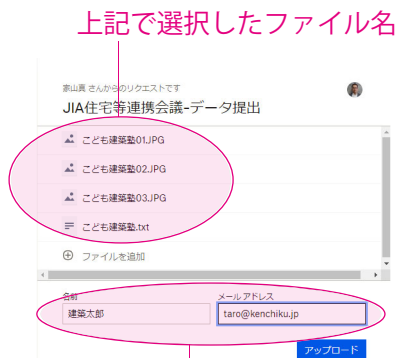 上記で選択したファイル名
家山真 さんからのリクエストです
JIA住宅等連携会議-データ提出
こども建築塾01.JPG
こども建築塾02.JPG
こども建築塾03.JPG
こども建築塾.txt
ファイルを追加
名前 メールアドレス
建築太郎 taro@kenchiku.jp
アップロード